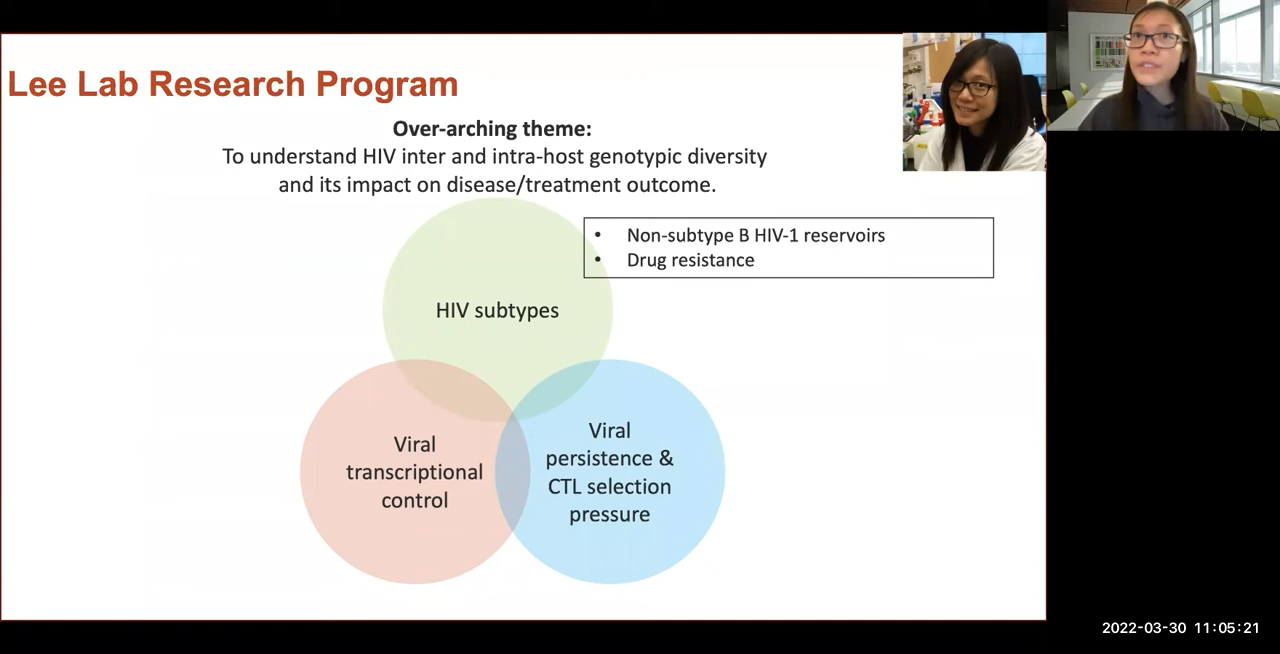 Lee Lab Research Program
Over-arching theme:
To understand HIV inter and intra-host genotypic diversity
and its impact on disease/treatment outcome.
• Non-subtype B HIV-1 reservoirs
• Drug resistance
HIV subtypes
Viral
transcriptional
control
Viral
persistence &
CTL selection
pressure
2022-03-30 11:05:21